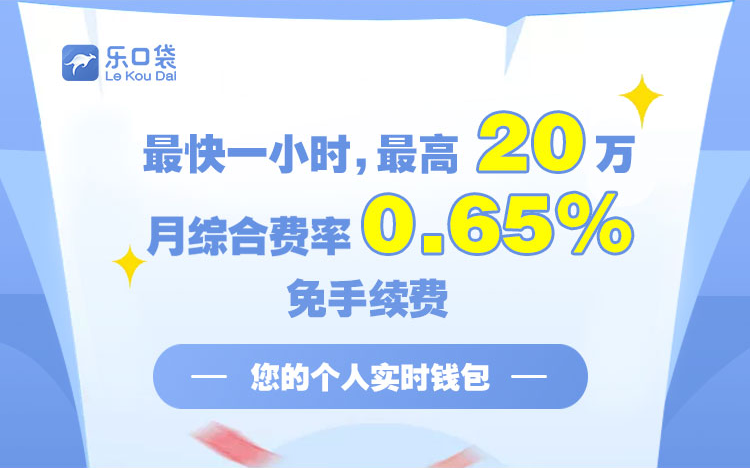 乐口袋
Le Kou Dai
最快一小时,最高 20 万
月综合费率 0.65%
免手续费
您的个人实时钱包